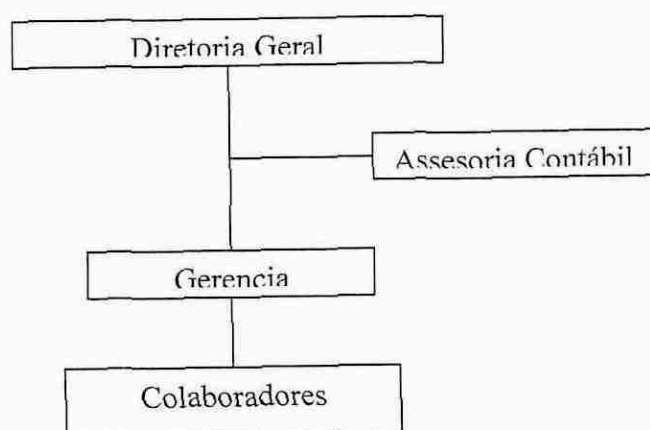 Diretoria Geral
Assesoria Contábil
Gerencia
Colaboradores